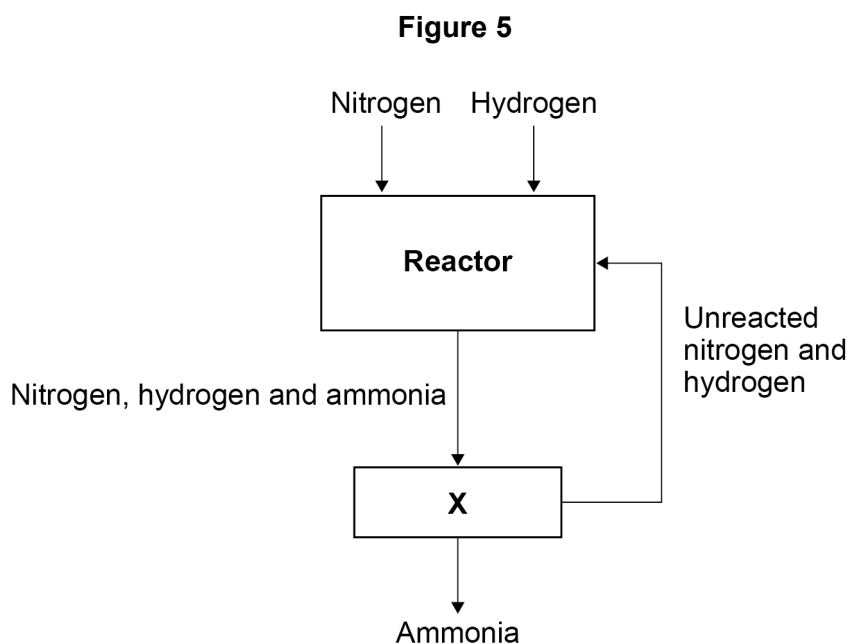 Figure 5
Nitrogen
Hydrogen
Reactor
Unreacted
nitrogen and
hydrogen
Nitrogen, hydrogen and ammonia
X
Ammonia